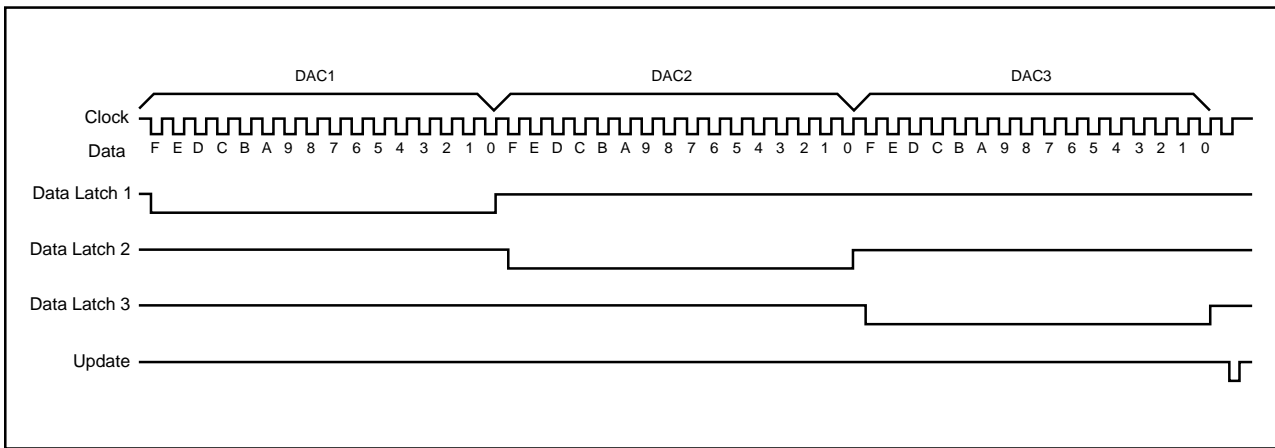 DAC1 DAC2 DAC3
Clock
Data F E D C B A 9 8 7 6 5 4 3 2 1 0 F E D C B A 9 8 7 6 5 4 3 2 1 0 F E D C B A 9 8 7 6 5 4 3 2 1 0
Data Latch 1
Data Latch 2
Data Latch 3
Update